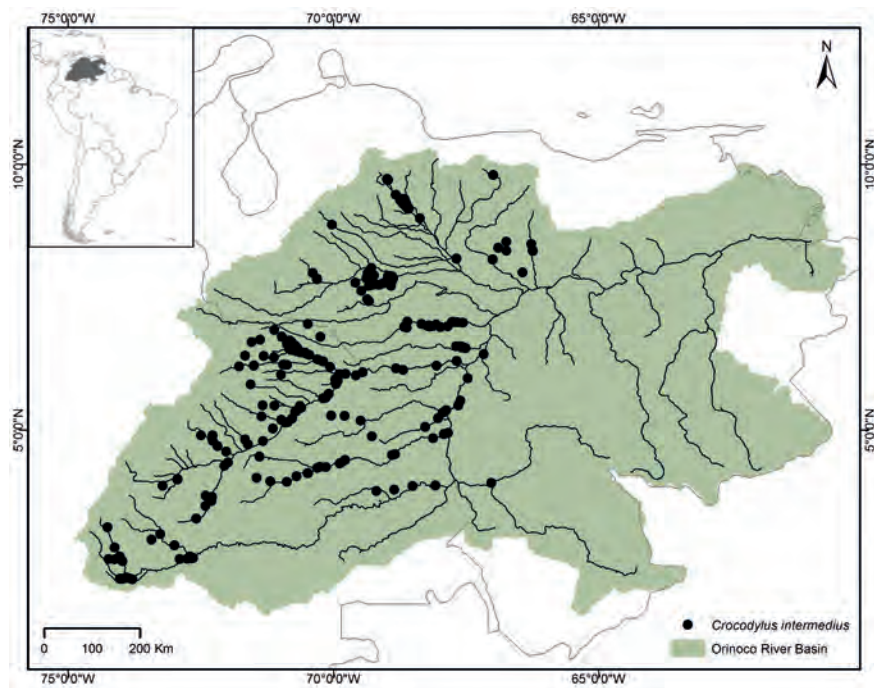 75°0'0"W 70°0'0"W 65°0'0"W
N
10°0'0"N 10°0'0"N
5°0'0"N 5°0'0"N
Crocodylus intermedius
0 100 200 Km
Orinoco River Basin
75°0'0"W 70°0'0"W 65°0'0"W